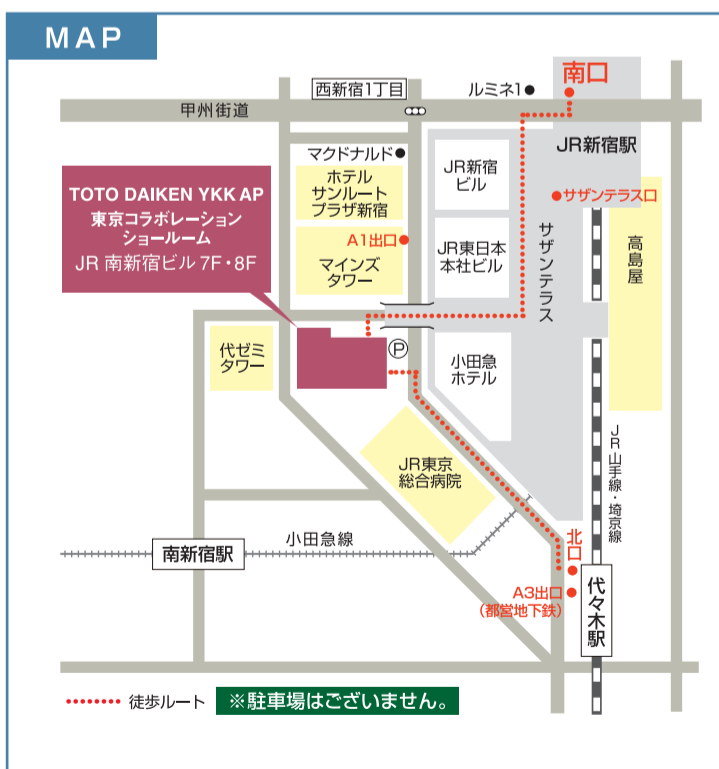 MAP
南口
西新宿1丁目
ルミネ1
甲州街道
JR新宿駅
マクドナルド
JR新宿
ビル
ホテル
サンルート
プラザ新宿
TOTO DAIKEN YKK AP
東京コラボレーション
ショールーム
JR 南新宿ビル 7F・8F
サザンテラス口
A1出口
マインズ
タワー
JR東日本
本社ビル
サザンテラス
高島屋
代ゼミ
タワー
P
小田急
ホテル
JR東京
総合病院
JR山手線・埼京線
小田急線
南新宿駅
北口
A3出口
(都営地下鉄)
代々木駅
徒歩ルート
※駐車場はございません。